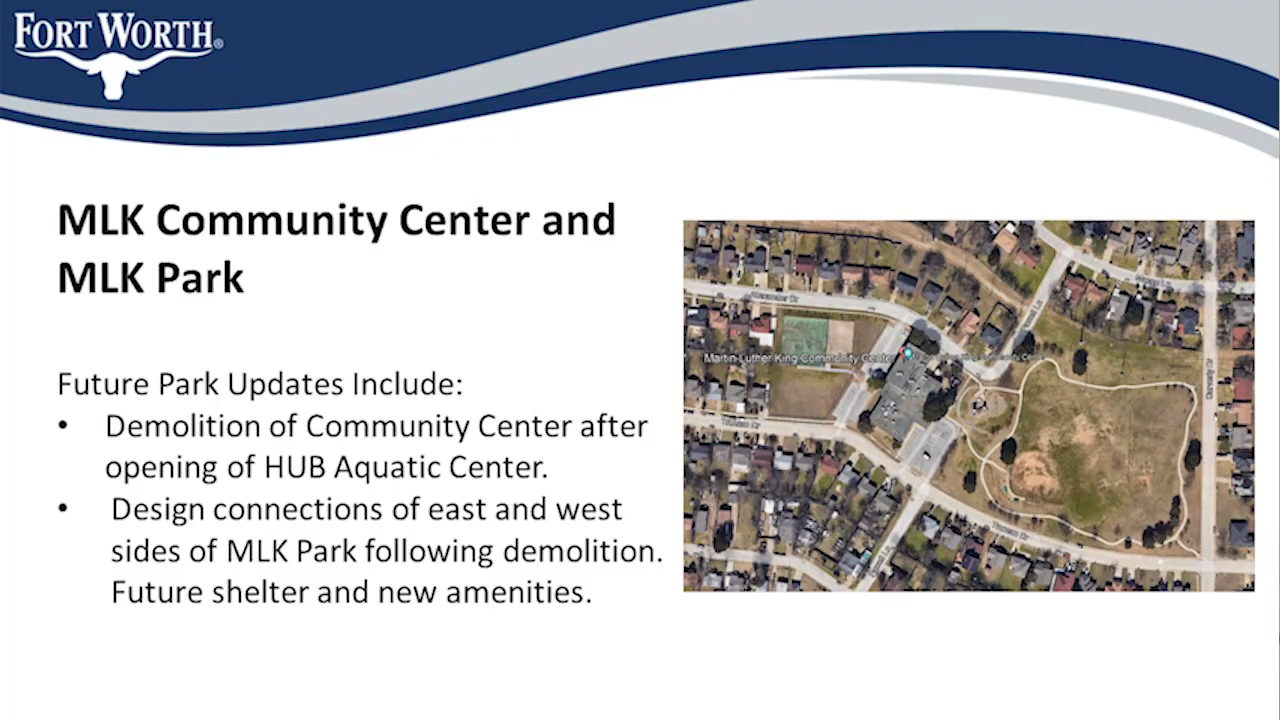 FORT WORTH®
MLK Community Center and
MLK Park
Future Park Updates Include:
• Demolition of Community Center after
opening of HUB Aquatic Center.
• Design connections of east and west
sides of MLK Park following demolition.
Future shelter and new amenities.
Martin Luther King Community Center